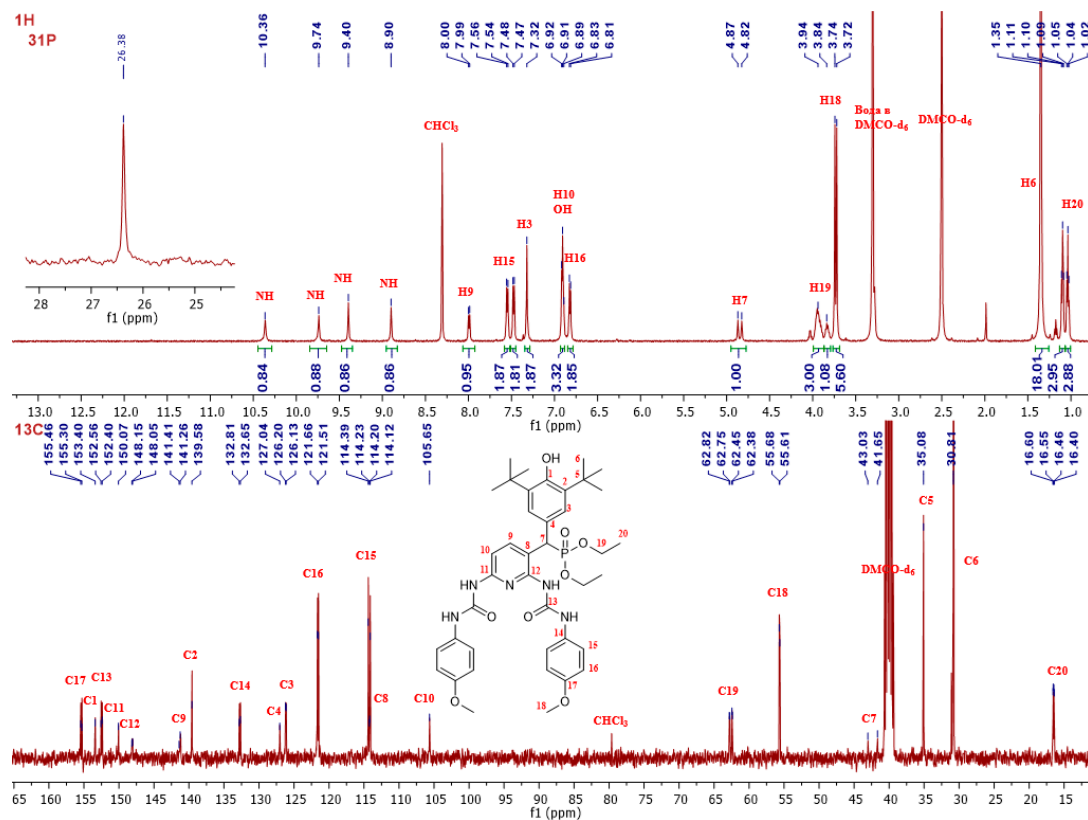 1H
31P
26.38
10.36
9.74
9.40
8.90
8.00
7.99
7.56
7.54
7.48
7.47
7.32
6.92
6.91
6.89
6.83
6.81
4.87
4.82
3.94
3.84
3.74
3.72
1.35
1.11
1.10
1.09
1.05
1.04
1.02
NH
NH
NH
NH
CHCl3
H9
H15
H3
H10
OH
H16
H7
H19
H18
Вода в
DMCO-d6
DMCO-d6
H6
H20
28 27 26 25
f1 (ppm)
0.84
0.88
0.86
0.86
0.95
1.87
1.81
1.87
3.32
1.85
1.00
3.00
1.08
5.60
18.01
2.95
2.88
13.0 12.0 11.0 10.0 9.5 9.0 8.5 8.0 7.5 7.0 6.5 6.0 5.5 5.0 4.5 4.0 3.5 3.0 2.5 2.0 1.5 1.0
f1 (ppm)
13C
155.46
155.30
153.40
152.56
152.40
150.07
148.15
148.05
141.41
141.26
139.58
132.81
132.65
127.04
126.20
126.13
121.66
121.51
114.39
114.23
114.20
114.12
105.65
62.82
62.75
62.45
62.38
55.68
55.61
43.03
41.65
35.08
30.81
16.60
16.55
16.46
16.40
C17
C1
C13
C11
C12
C9
C2
C14
C4
C3
C16
C15
C8
C10
CHCl3
C19
C18
C7
DMCO-d6
C5
C6
C20
OH
1
2
3
4
5
6
7
8
9
10
11
12
13
14
15
16
17
18
19
20
O
P
O
O
N
NH
NH
NH
NH
O
O
O
O
165 155 150 145 140 135 130 125 120 115 110 105 100 95 90 85 80 75 70 65 60 55 50 45 40 35 30 25 20 15
f1 (ppm)